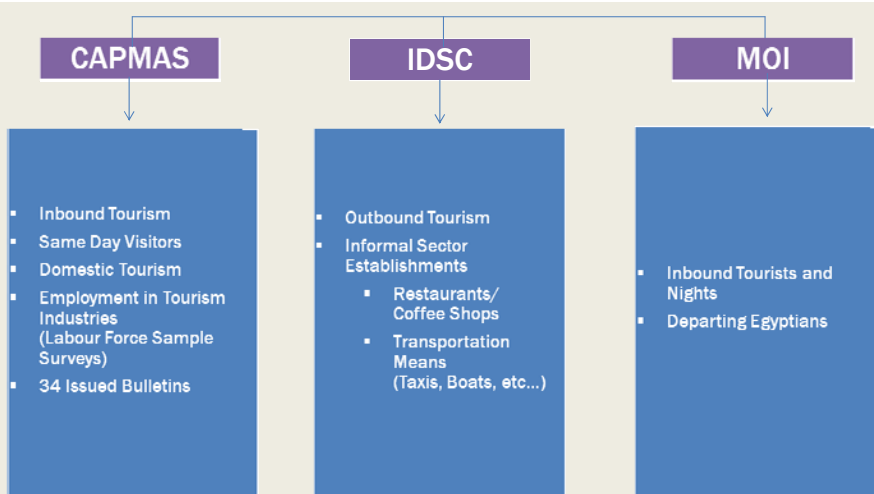 CAPMAS
IDSC
MOI
▪ Inbound Tourism
▪ Same Day Visitors
▪ Domestic Tourism
▪ Employment in Tourism
Industries
(Labour Force Sample
Surveys)
▪ 34 Issued Bulletins
▪ Outbound Tourism
▪ Informal Sector
Establishments
▪ Restaurants/
Coffee Shops
▪ Transportation
Means
(Taxis, Boats, etc...)
▪ Inbound Tourists and
Nights
▪ Departing Egyptians